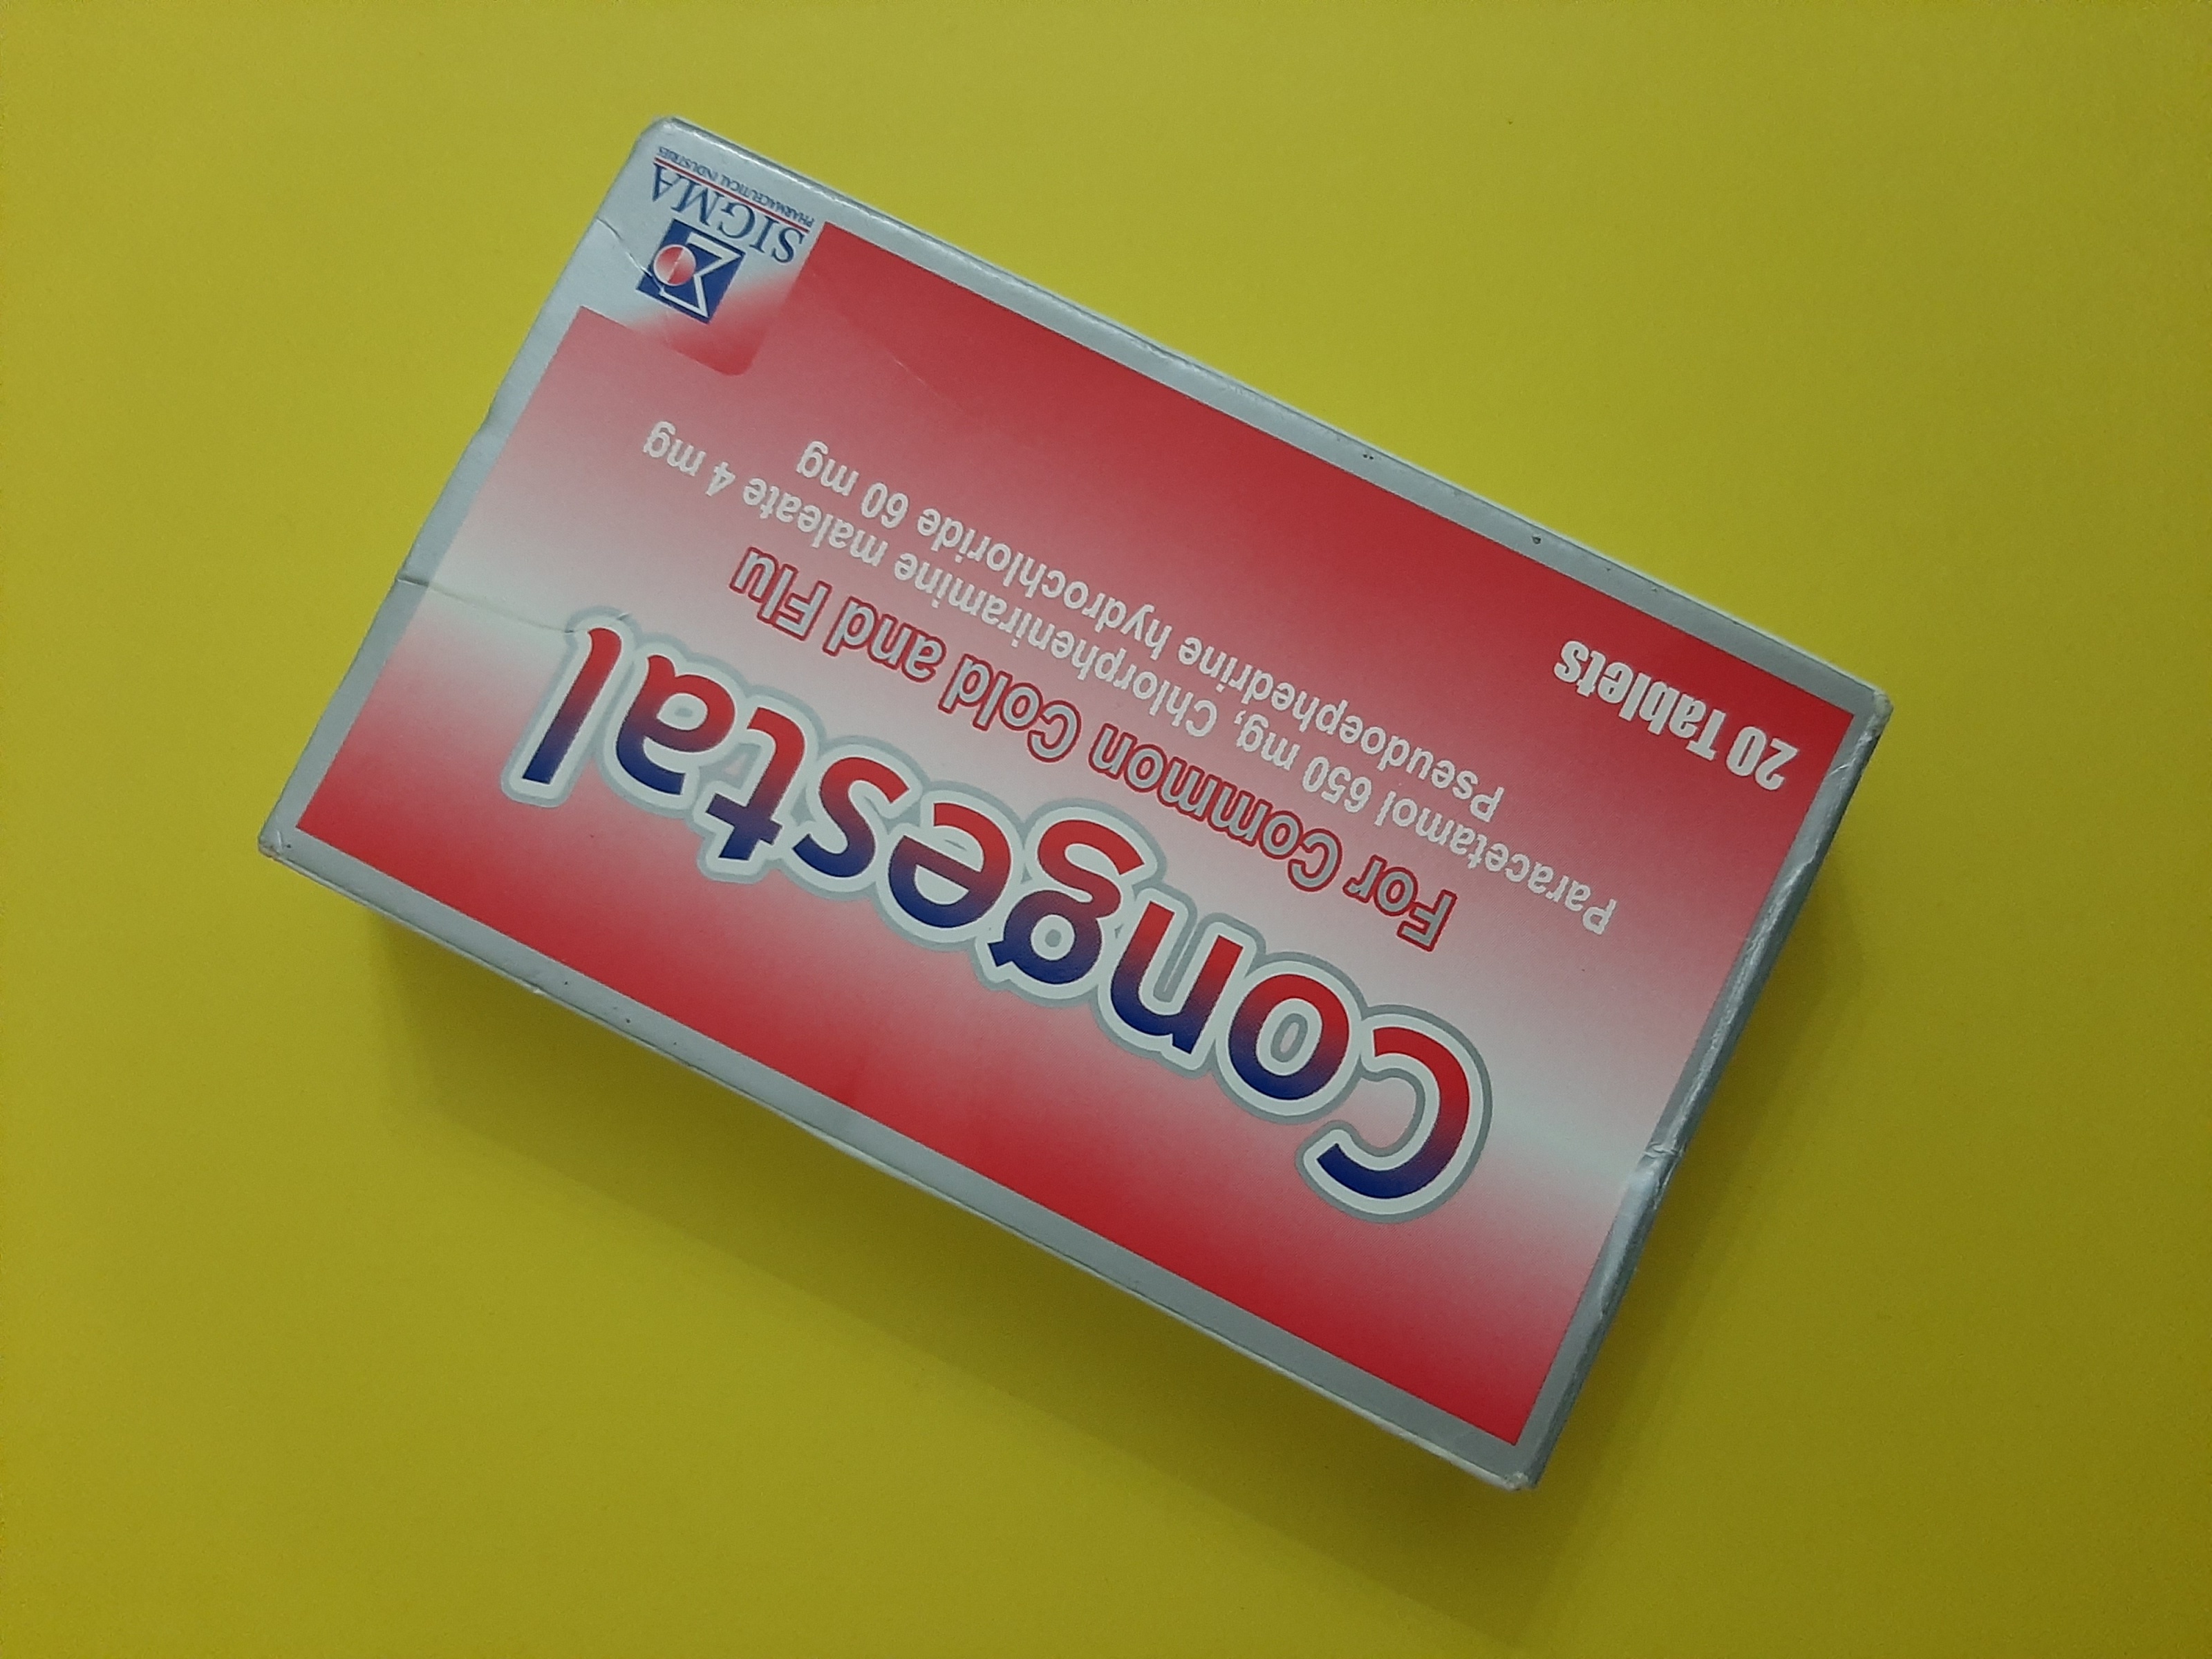 Congestal
For Common Cold and Flu
Paracetamol 650 mg, Chlorpheniramine maleate 4 mg
Pseudoephedrine hydrochloride 60 mg
20 Tablets
SIGMA
PHARMACEUTICAL INDUSTRIES